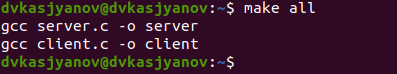 dvkasjyanov@dvkasjyanov:~$ make all
gcc server.c -o server
gcc client.c -o client
dvkasjyanov@dvkasjyanov:~$